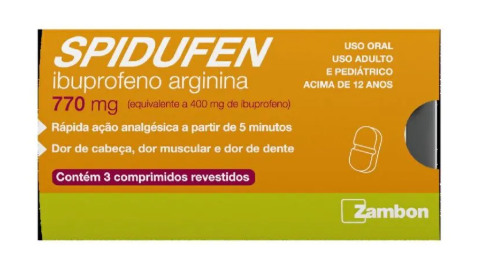 SPIDUFEN
ibuprofeno arginina
770 mg (equivalente a 400 mg de ibuprofeno)
Rápida ação analgésica a partir de 5 minutos
Dor de cabeça, dor muscular e dor de dente
Contém 3 comprimidos revestidos
USO ORAL
USO ADULTO
E PEDIÁTRICO
ACIMA DE 12 ANOS
Zambon